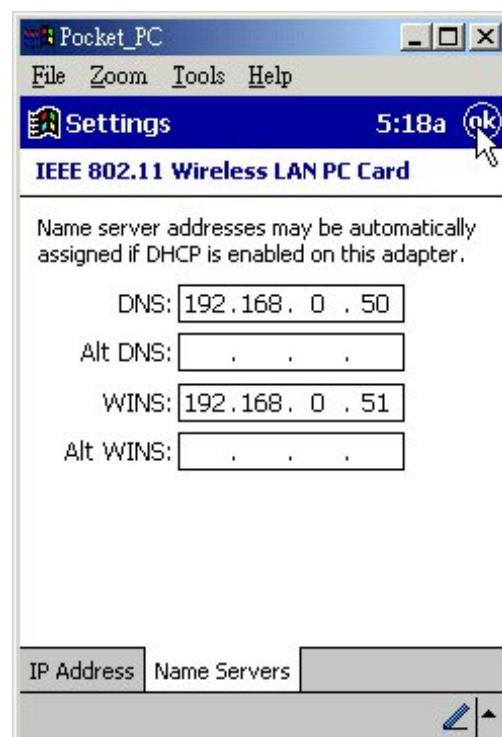 Pocket_PC
File Zoom Tools Help
Settings 5:18a ok
IEEE 802.11 Wireless LAN PC Card
Name server addresses may be automatically
assigned if DHCP is enabled on this adapter.
DNS: 192.168. 0 . 50
Alt DNS: . . .
WINS: 192.168. 0 . 51
Alt WINS: . . .
IP Address Name Servers